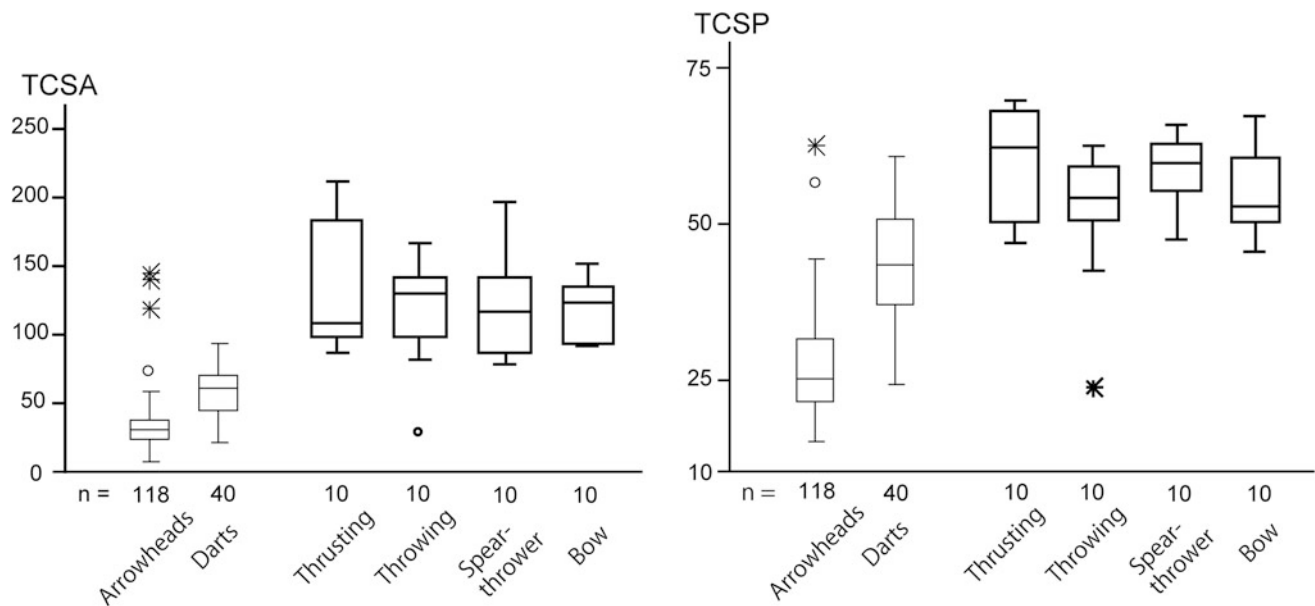 TCSA
250
200
150
100
50
0
n = 118 40 10 10 10 10
Arrowheads
Darts
Thrusting
Throwing
Spear-
thrower
Bow
TCSP
75
50
25
10
n = 118 40 10 10 10 10
Arrowheads
Darts
Thrusting
Throwing
Spear-
thrower
Bow